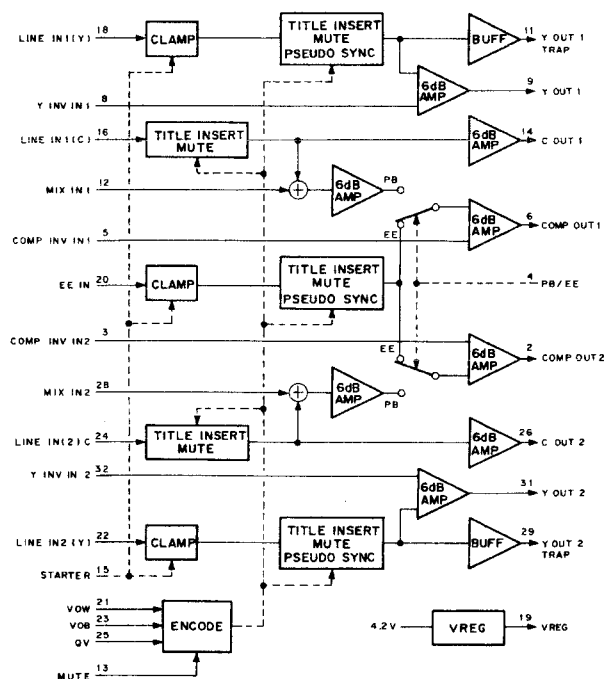 LINE IN1(Y) 18
CLAMP
TITLE INSERT
MUTE
PSEUDO SYNC
BUFF
11 Y OUT 1
TRAP
6dB
AMP
9
Y OUT 1
Y INV IN1 8
LINE IN1(C) 16
TITLE INSERT
MUTE
6dB
AMP
14
C OUT 1
MIX IN1 12
6dB
AMP
PB
COMP INV IN1 5
EE
6dB
AMP
6
COMP OUT1
EE IN 20
CLAMP
TITLE INSERT
MUTE
PSEUDO SYNC
4
PB/EE
COMP INV IN2 3
EE
6dB
AMP
2
COMP OUT2
MIX IN2 28
6dB
AMP
PB
LINE IN(2)C 24
TITLE INSERT
MUTE
6dB
AMP
26
C OUT 2
Y INV IN 2 32
6dB
AMP
31
Y OUT 2
LINE IN2(Y) 22
CLAMP
TITLE INSERT
MUTE
PSEUDO SYNC
BUFF
29
Y OUT 2
TRAP
STARTER 15
VOW 21
VOB 23
QV 25
ENCODE
MUTE 13
4.2V
VREG
19
VREG